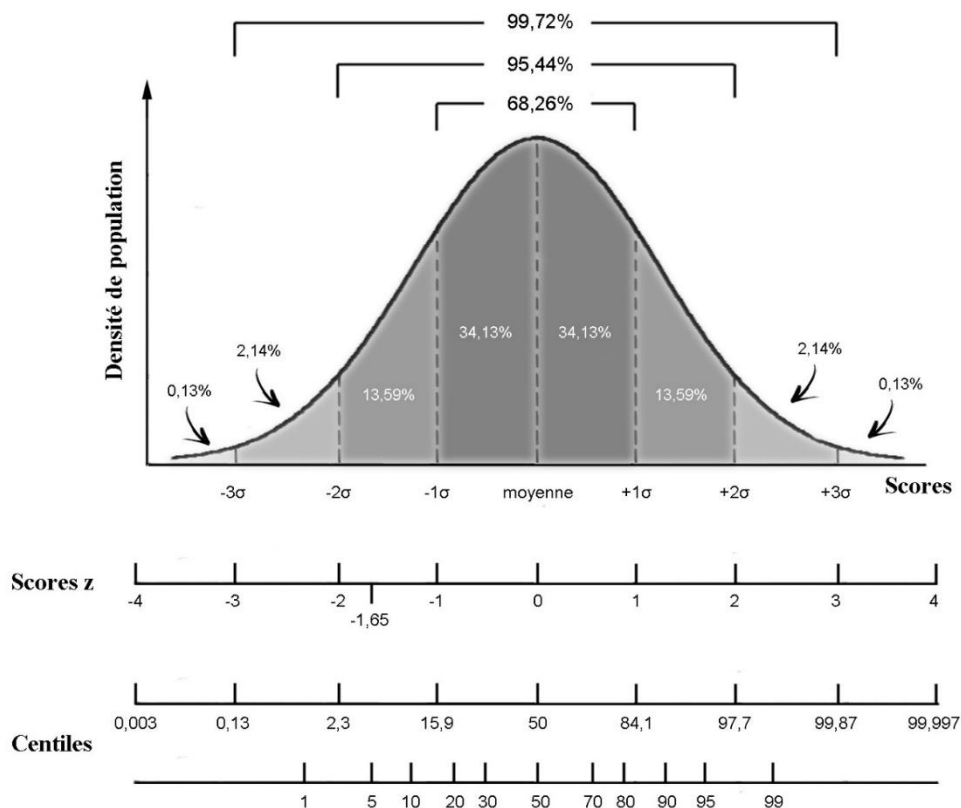 99,72%
95,44%
68,26%
Densité de population
34,13% 34,13%
2,14% 2,14%
0,13% 0,13%
13,59% 13,59%
-3σ -2σ -1σ moyenne +1σ +2σ +3σ Scores
Scores z
-4 -3 -2 -1 0 1 2 3 4
-1,65
0,003 0,13 2,3 15,9 50 84,1 97,7 99,87 99,997
Centiles
1 5 10 20 30 50 70 80 90 95 99